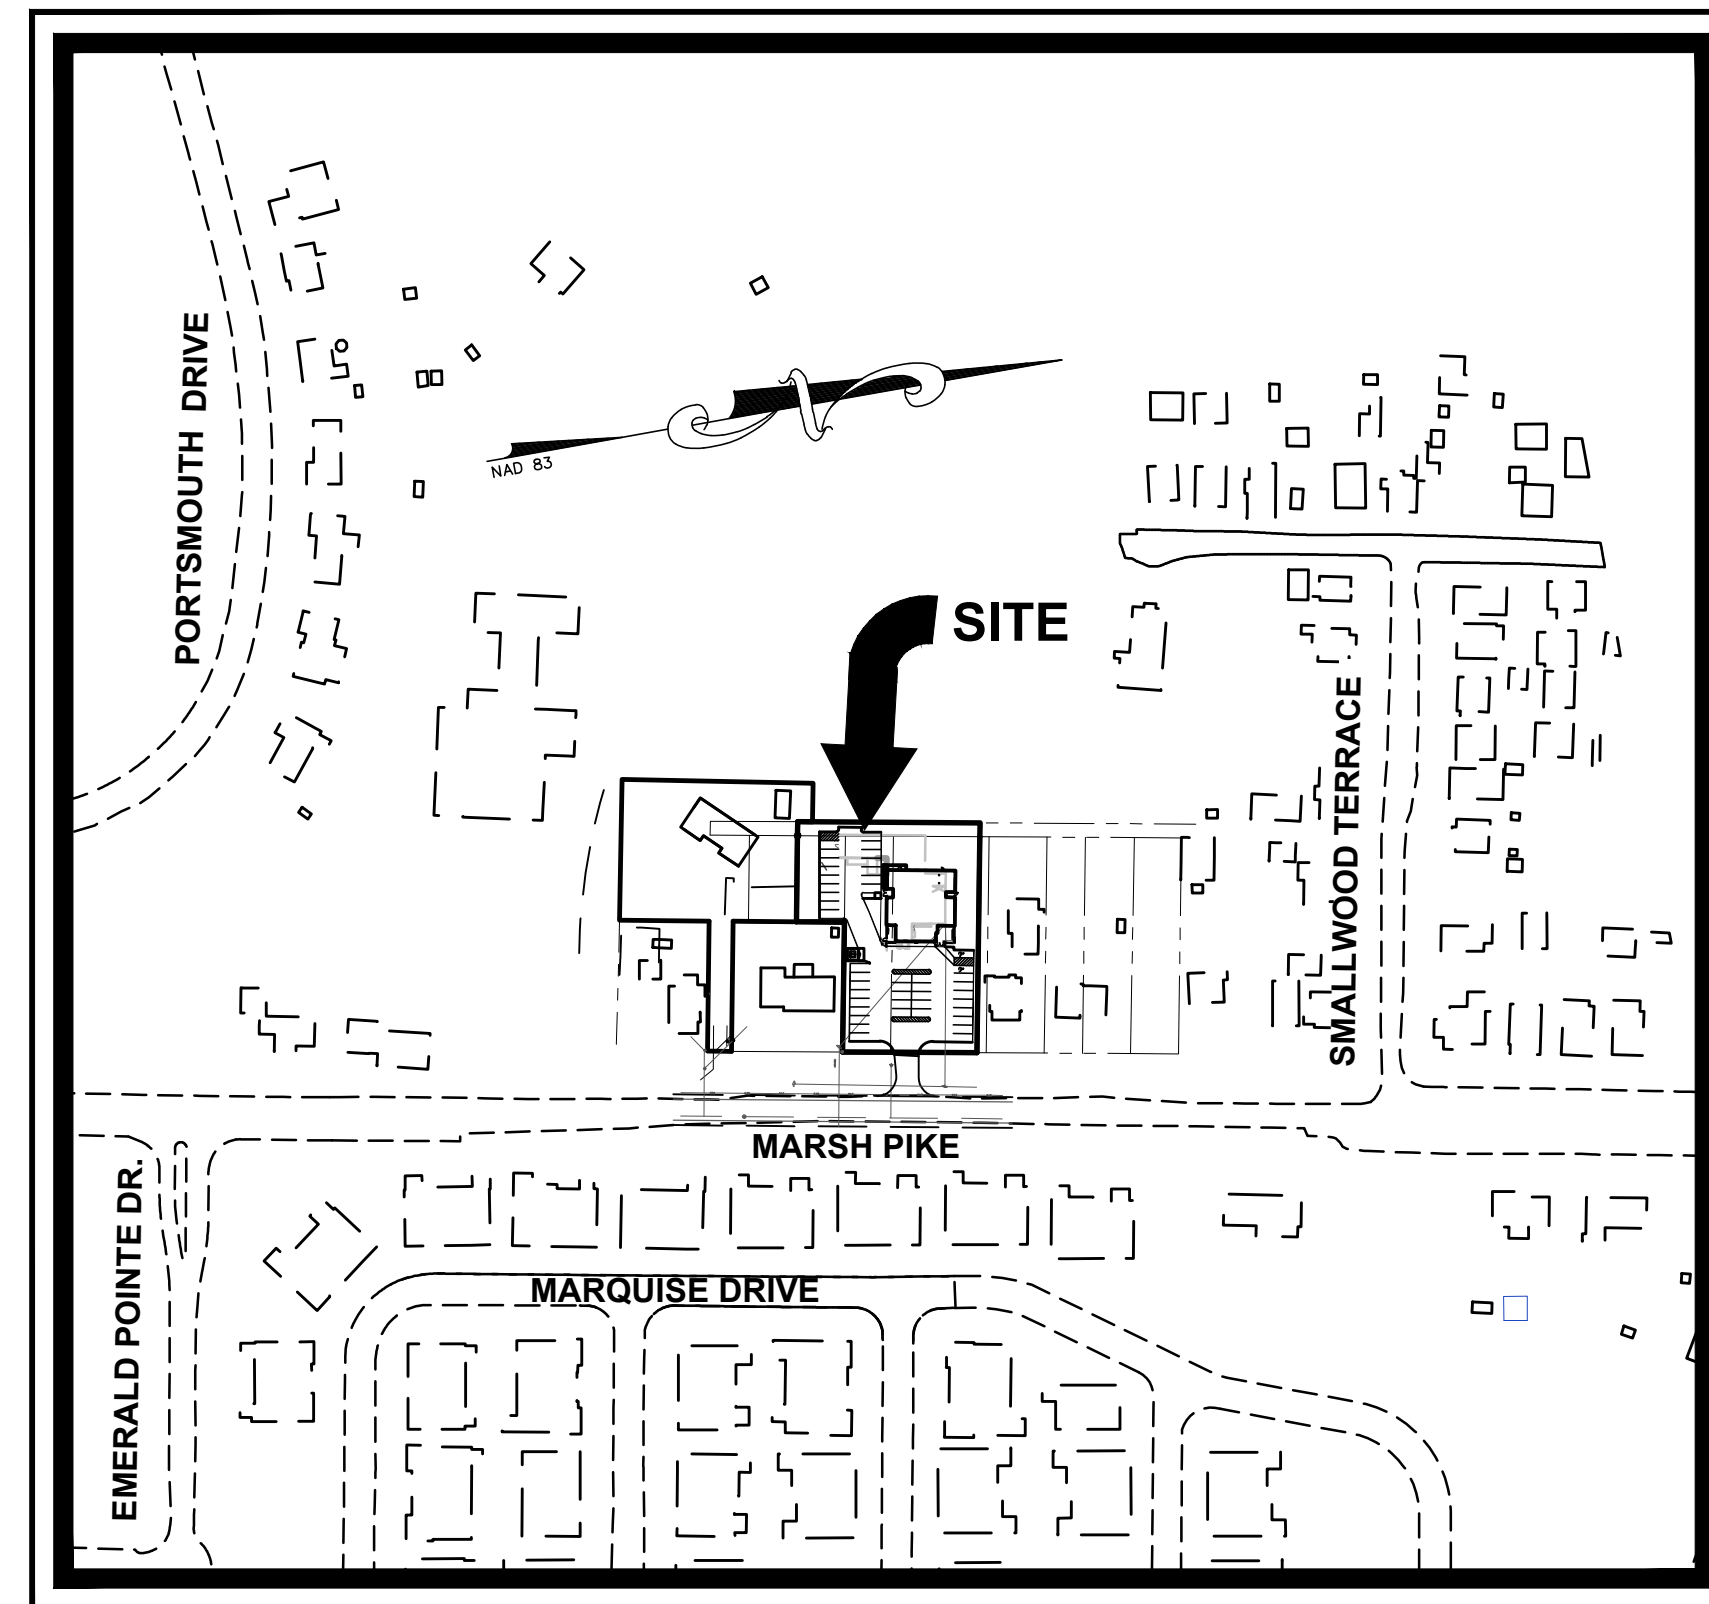 PORTSMOUTH DRIVE
N
NAD 83
SITE
SMALLWOOD TERRACE
MARSH PIKE
EMERALD POINTE DR.
MARQUISE DRIVE